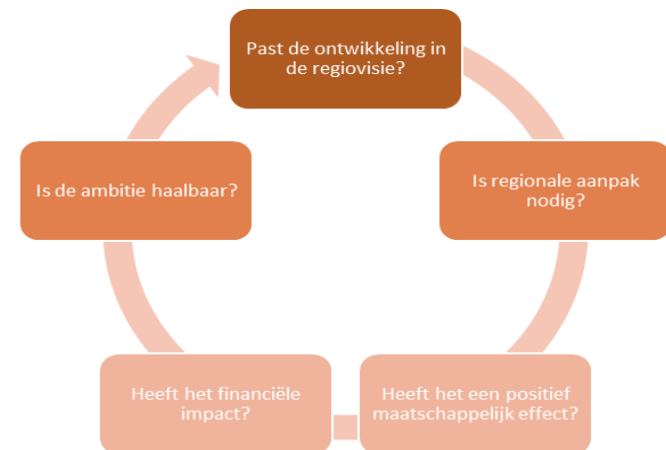 Past de ontwikkeling in
de regiovisie?
Is regionale aanpak
nodig?
Heeft het een positief
maatschappelijk effect?
Heeft het financiële
impact?
Is de ambitie haalbaar?